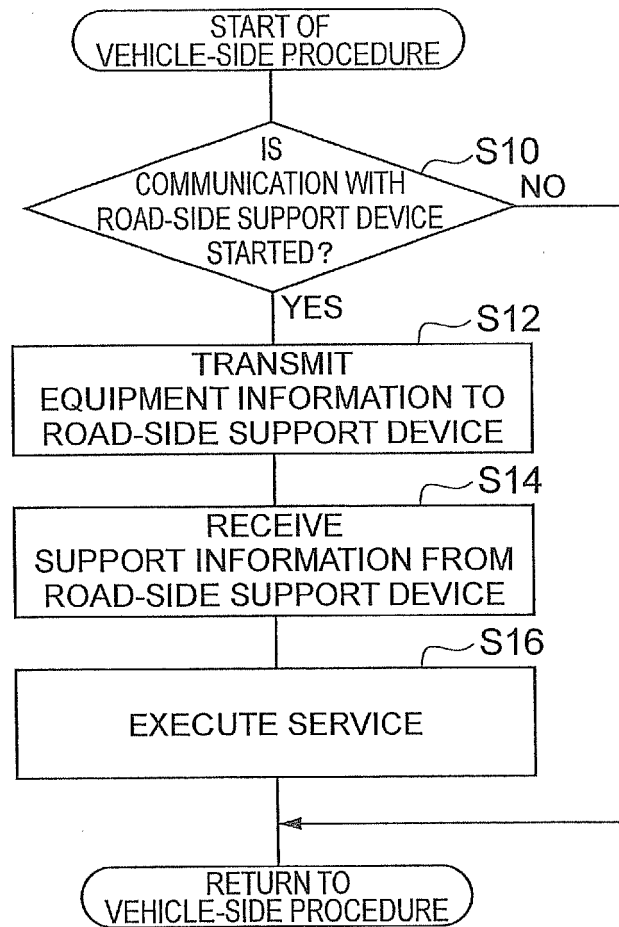 START OF
VEHICLE-SIDE PROCEDURE
IS
COMMUNICATION WITH
ROAD-SIDE SUPPORT DEVICE
STARTED?
S10
NO
YES
S12
TRANSMIT
EQUIPMENT INFORMATION TO
ROAD-SIDE SUPPORT DEVICE
S14
RECEIVE
SUPPORT INFORMATION FROM
ROAD-SIDE SUPPORT DEVICE
S16
EXECUTE SERVICE
RETURN TO
VEHICLE-SIDE PROCEDURE